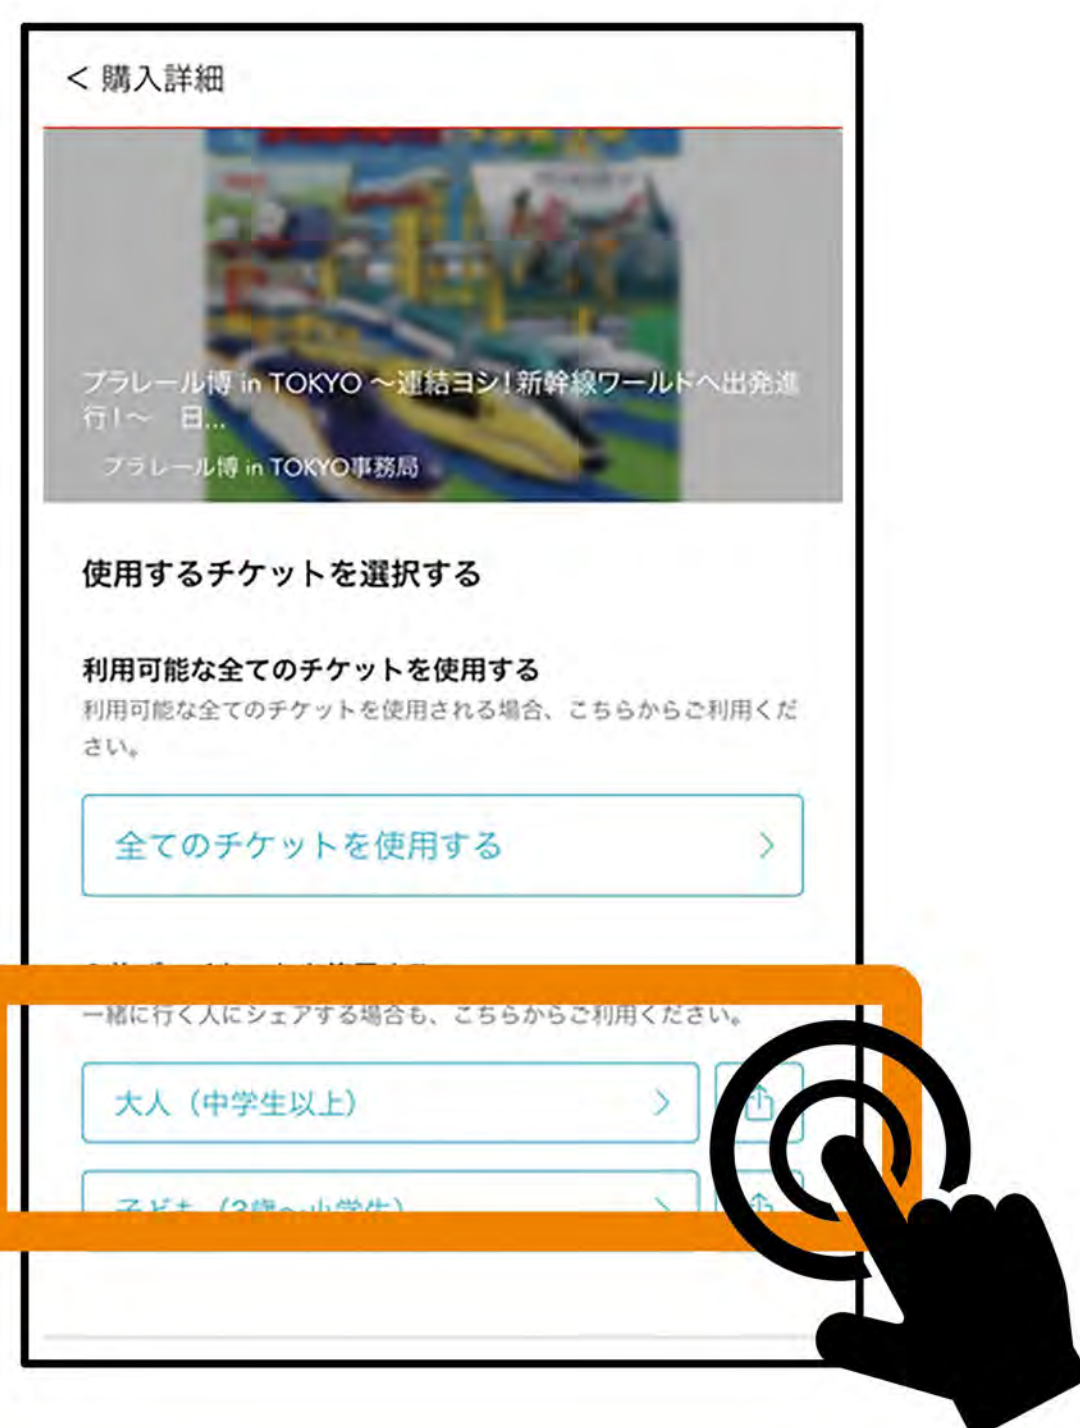 < 購入詳細
プラレール博 in TOKYO ～連結ヨシ!新幹線ワールドへ出発進
行!～ 日...
プラレール博 in TOKYO事務局
使用するチケットを選択する
利用可能な全てのチケットを使用する
利用可能な全てのチケットを使用される場合、こちらからご利用くだ
さい。
全てのチケットを使用する
一緒に行く人にシェアする場合も、こちらからご利用ください。
大人（中学生以上）
子ども（3歳～小学生）